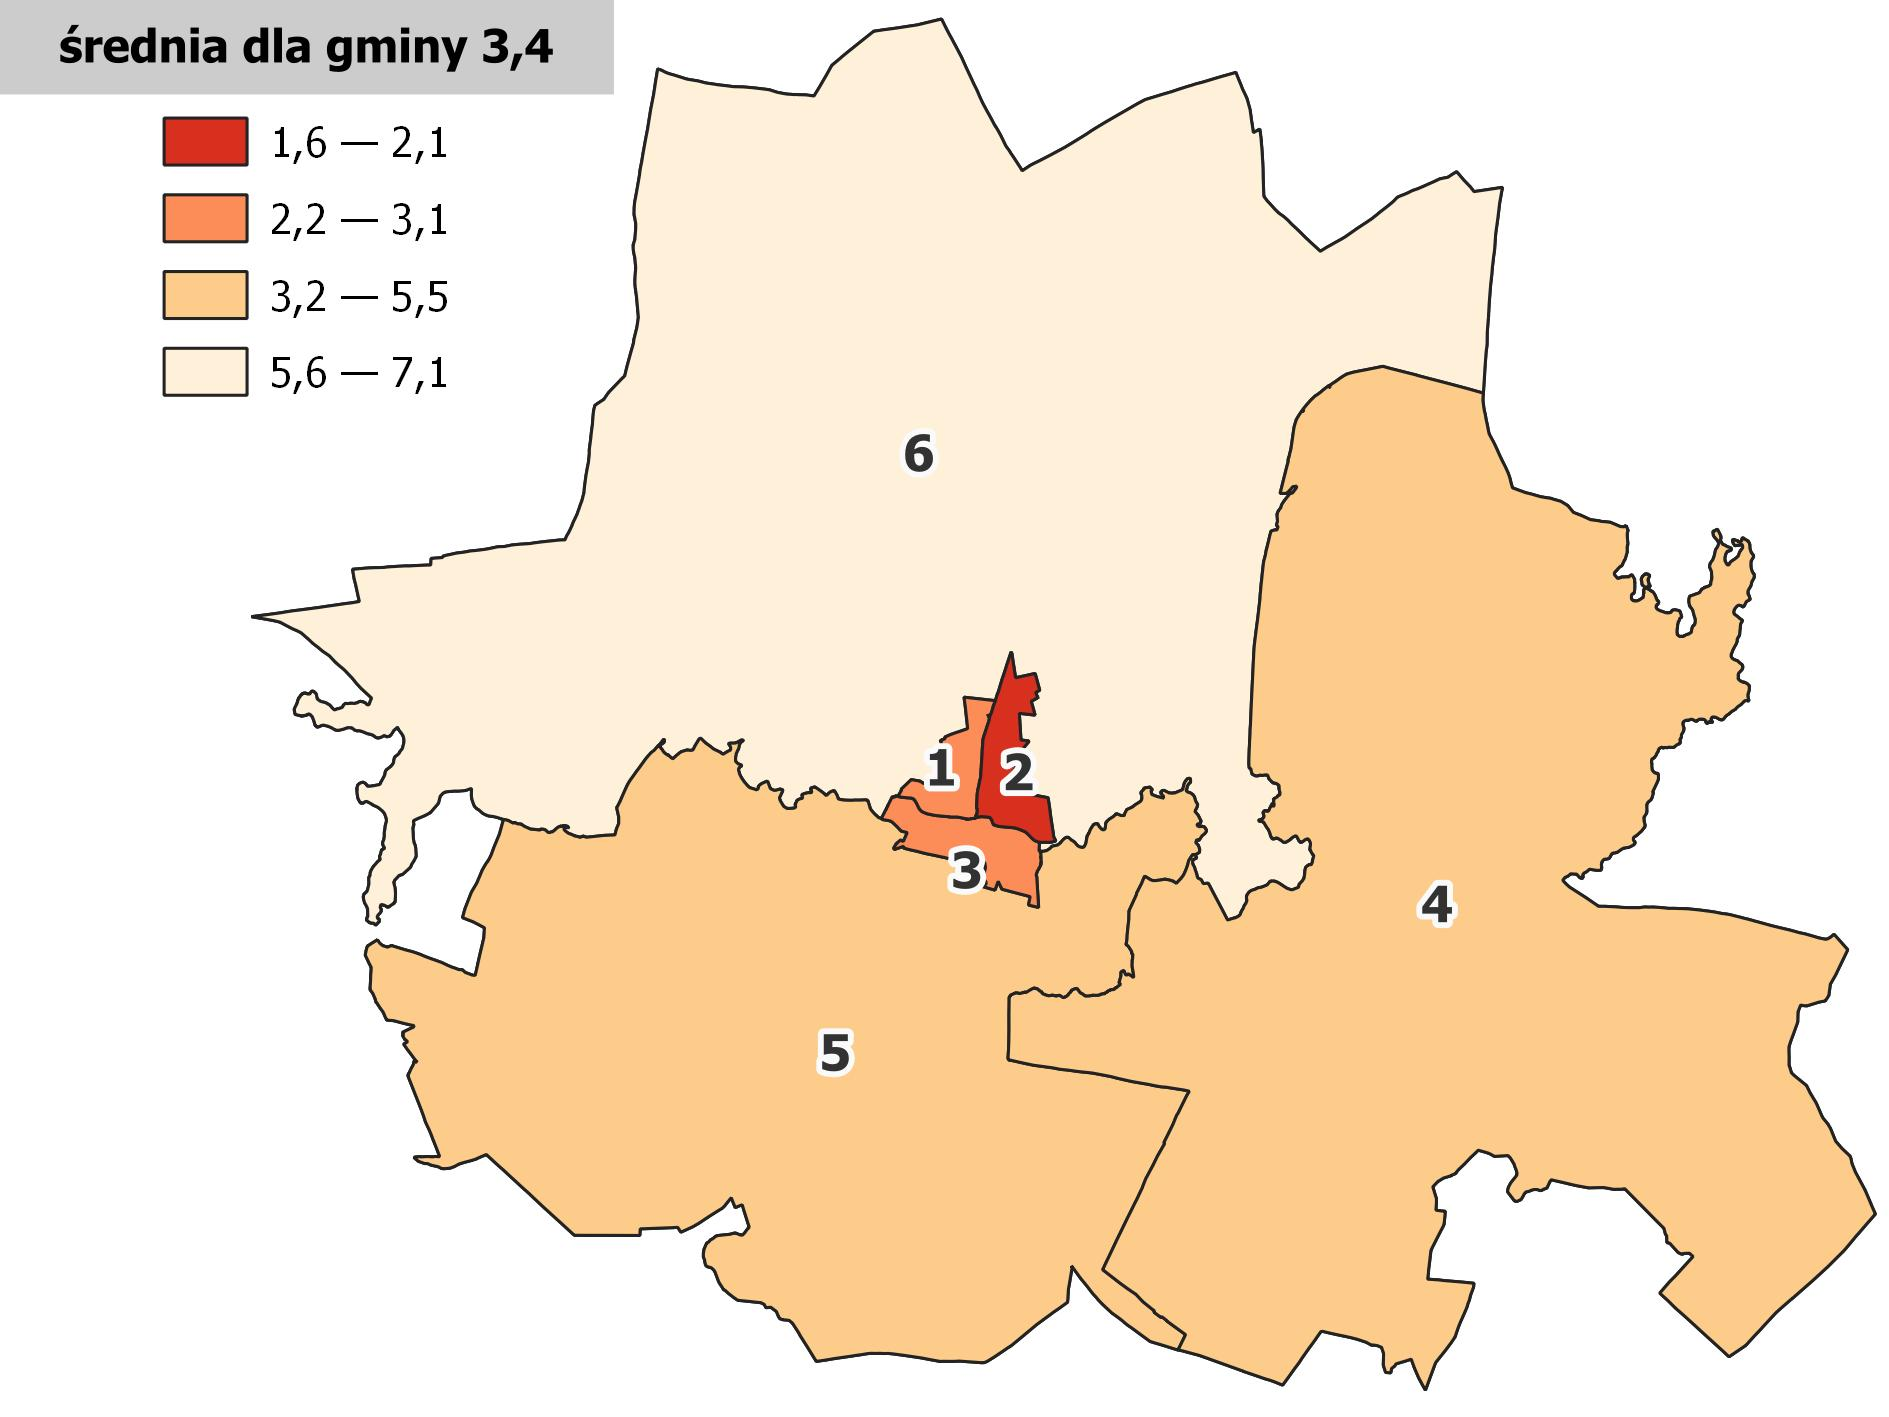 średnia dla gminy 3,4
1,6 — 2,1
2,2 — 3,1
3,2 — 5,5
5,6 — 7,1
6
1
2
3
4
5